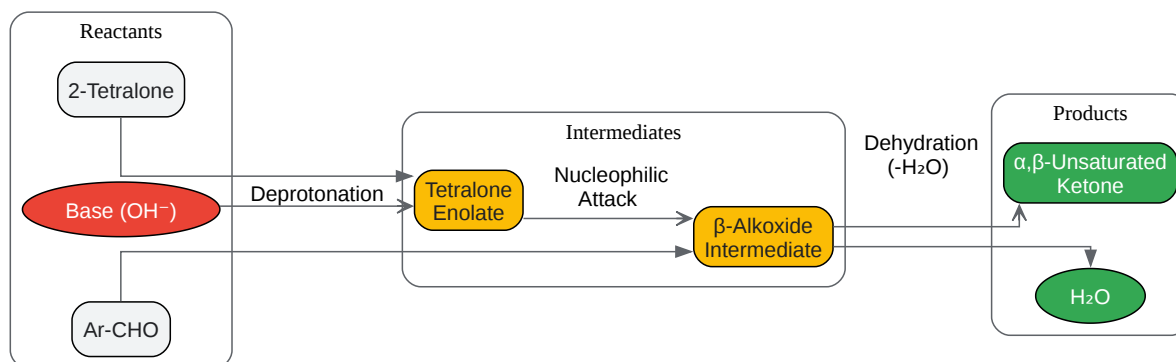 Reactants
2-Tetralone
Base (OH⁻)
Ar-CHO
Deprotonation
Intermediates
Tetralone
Enolate
Nucleophilic
Attack
β-Alkoxide
Intermediate
Dehydration
(-H₂O)
Products
α,β-Unsaturated
Ketone
H₂O